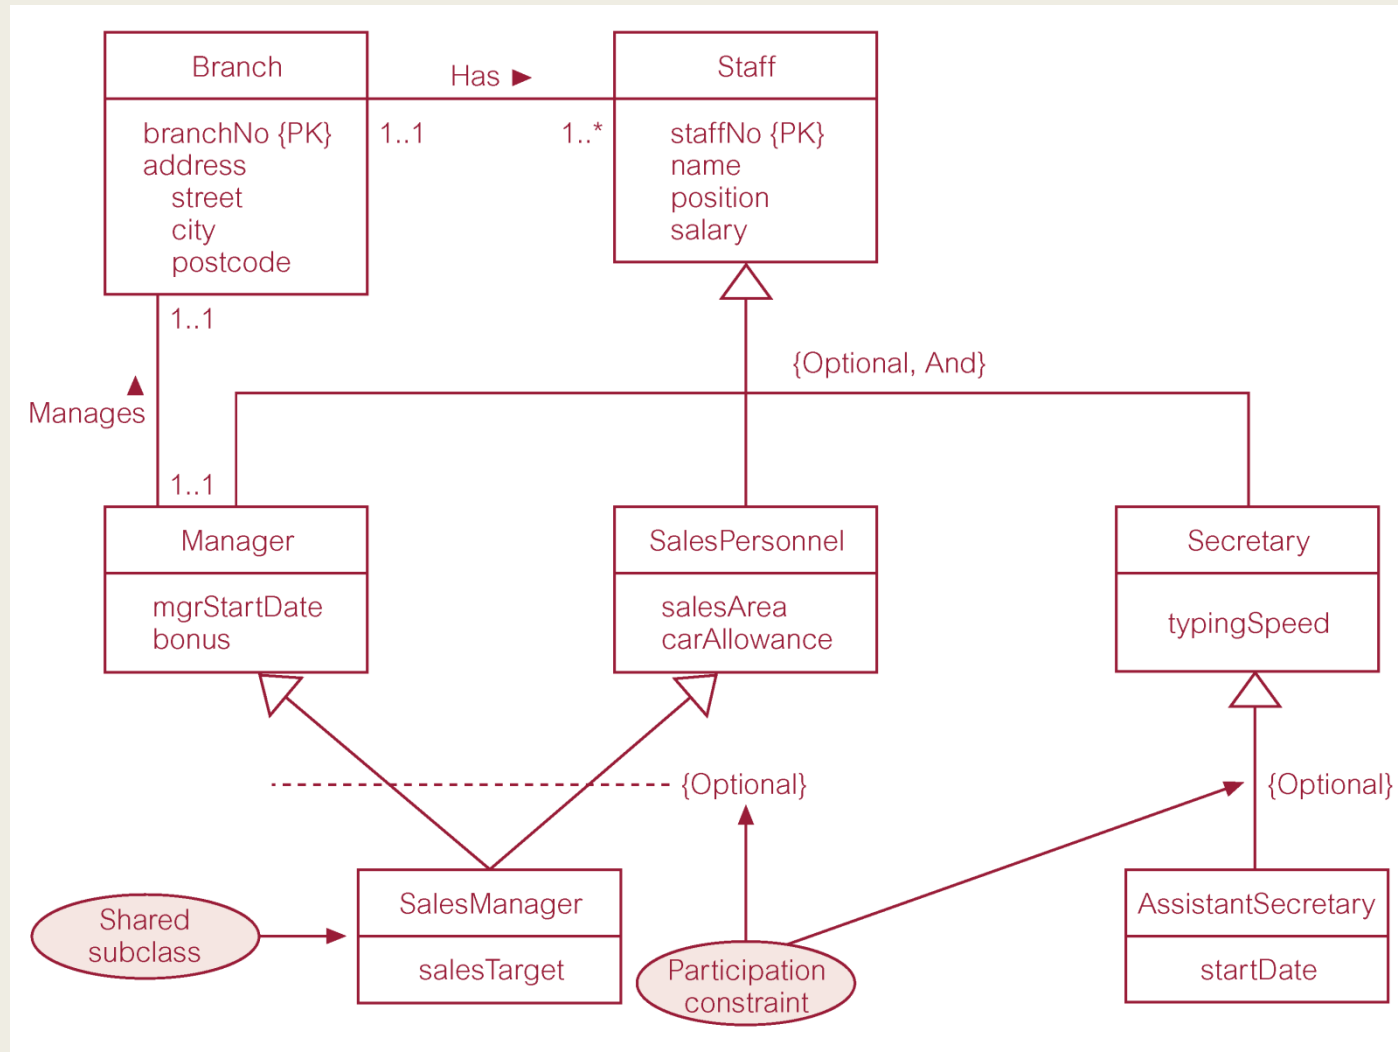 Branch
branchNo {PK}
address
street
city
postcode
Has ►
1..1
1..*
Staff
staffNo {PK}
name
position
salary
1..1
▲
Manages
1..1
{Optional, And}
Manager
mgrStartDate
bonus
SalesPersonnel
salesArea
carAllowance
Secretary
typingSpeed
{Optional}
{Optional}
Shared
subclass
SalesManager
salesTarget
Participation
constraint
AssistantSecretary
startDate